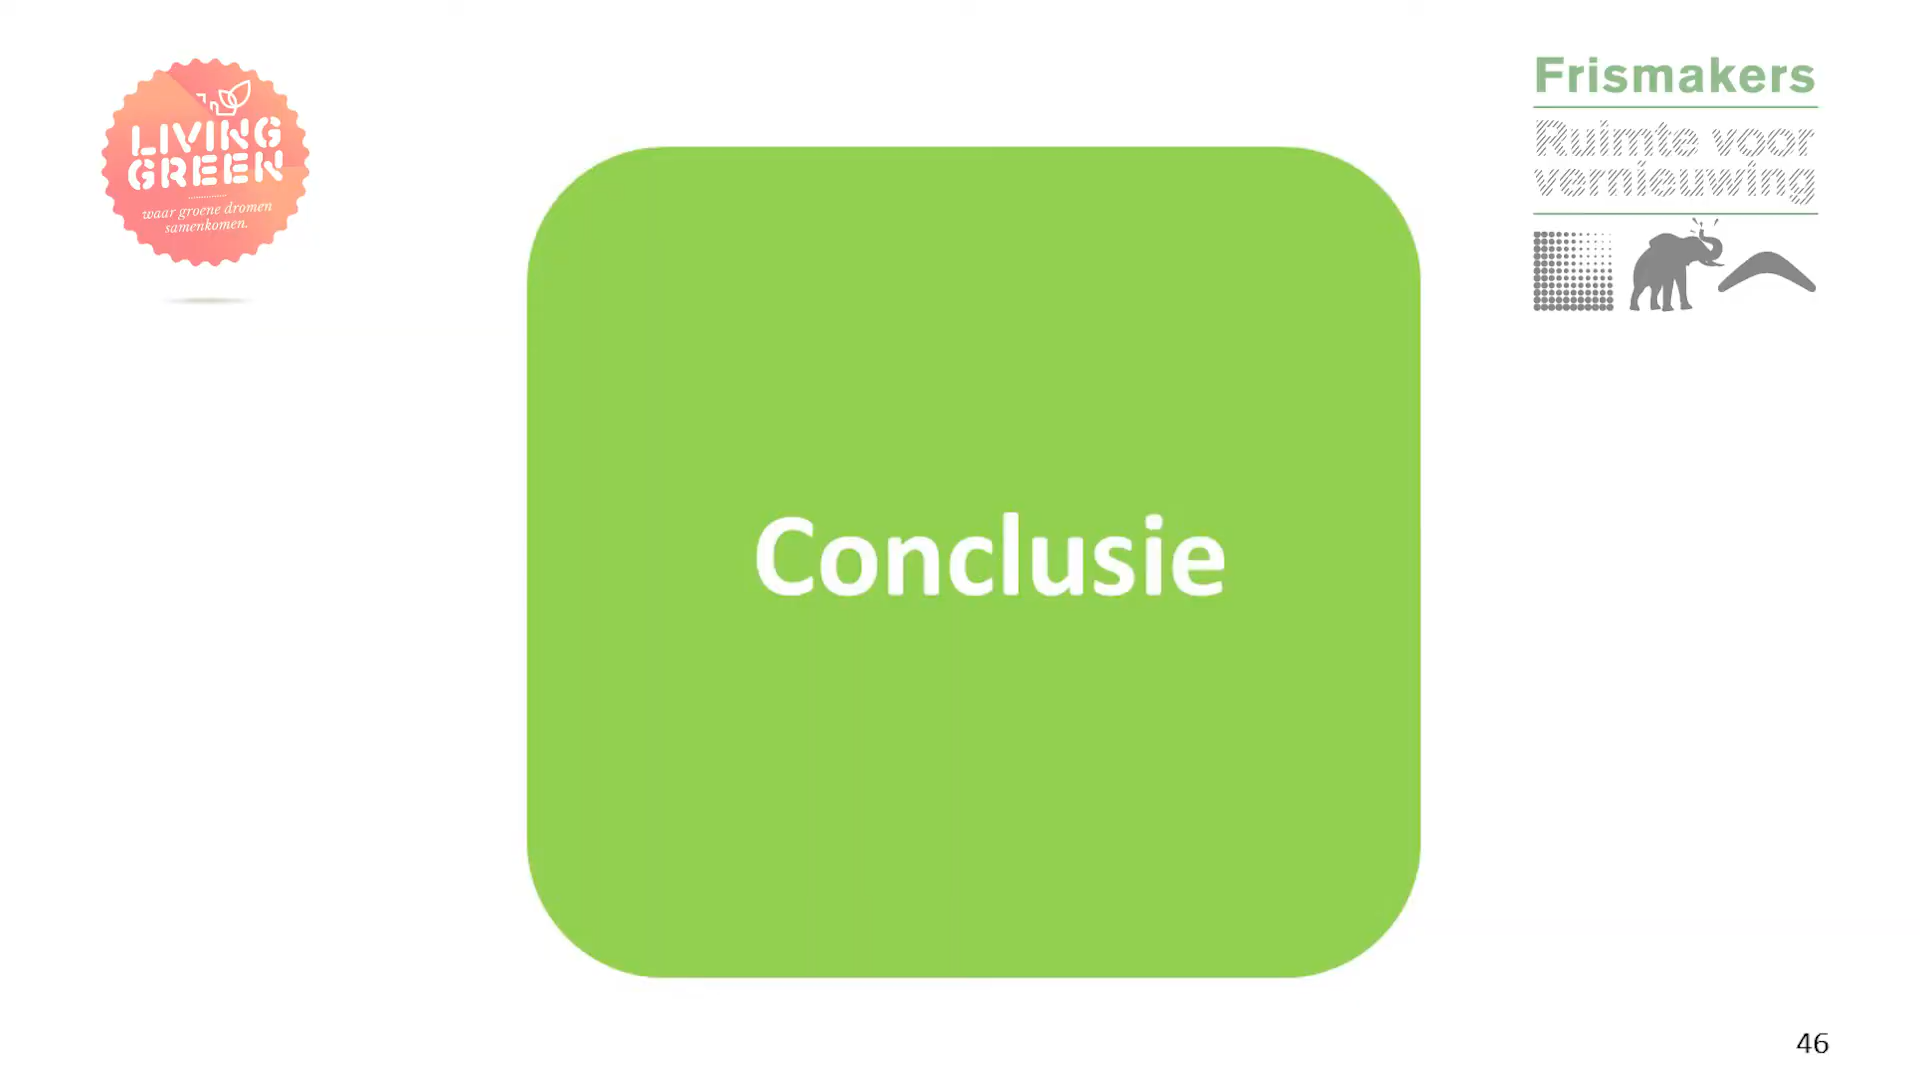 LIVING
GREEN
waar groene dromen
samenkomen.
Frismakers
Ruimte voor
vernieuwing
Conclusie
46